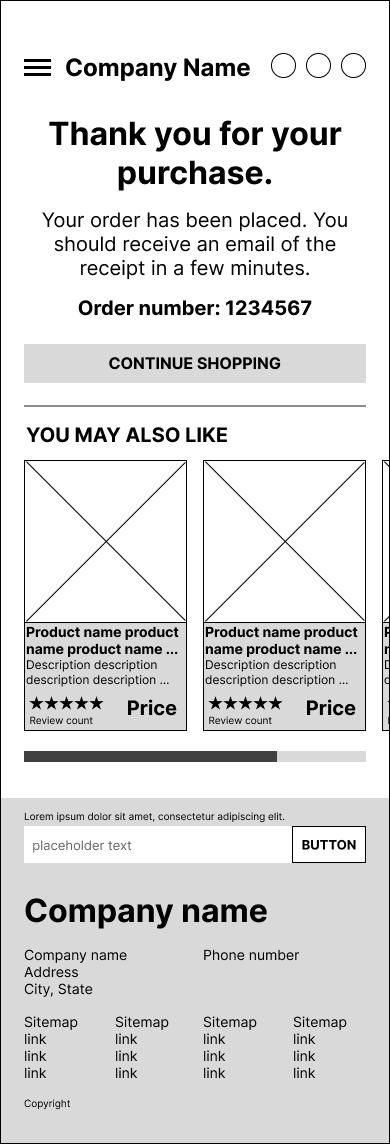 Company Name
Thank you for your
purchase.
Your order has been placed. You
should receive an email of the
receipt in a few minutes.
Order number: 1234567
CONTINUE SHOPPING
YOU MAY ALSO LIKE
Product name product
name product name ...
Description description
description description ...
★★★★★
Review count
Price
Product name product
name product name ...
Description description
description description ...
★★★★★
Review count
Price
Lorem ipsum dolor sit amet, consectetur adipiscing elit.
placeholder text
BUTTON
Company name
Company name
Address
City, State
Phone number
Sitemap
link
link
link
Sitemap
link
link
link
Sitemap
link
link
link
Sitemap
link
link
link
Copyright